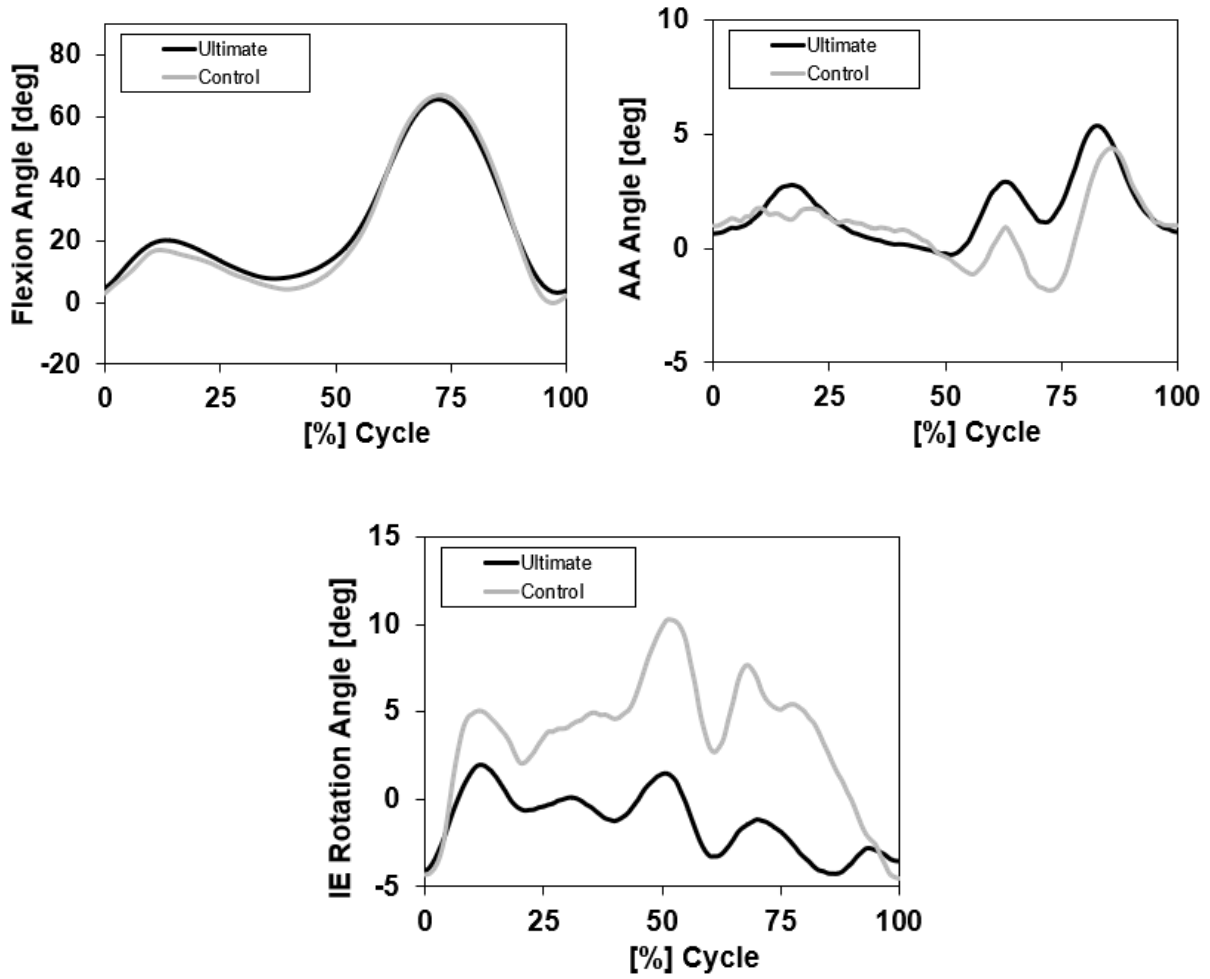 Flexion Angle [deg]
80
60
40
20
0
-20
Ultimate
Control
0 25 50 75 100
[%] Cycle
AA Angle [deg]
10
5
0
-5
Ultimate
Control
0 25 50 75 100
[%] Cycle
IE Rotation Angle [deg]
15
10
5
0
-5
Ultimate
Control
0 25 50 75 100
[%] Cycle